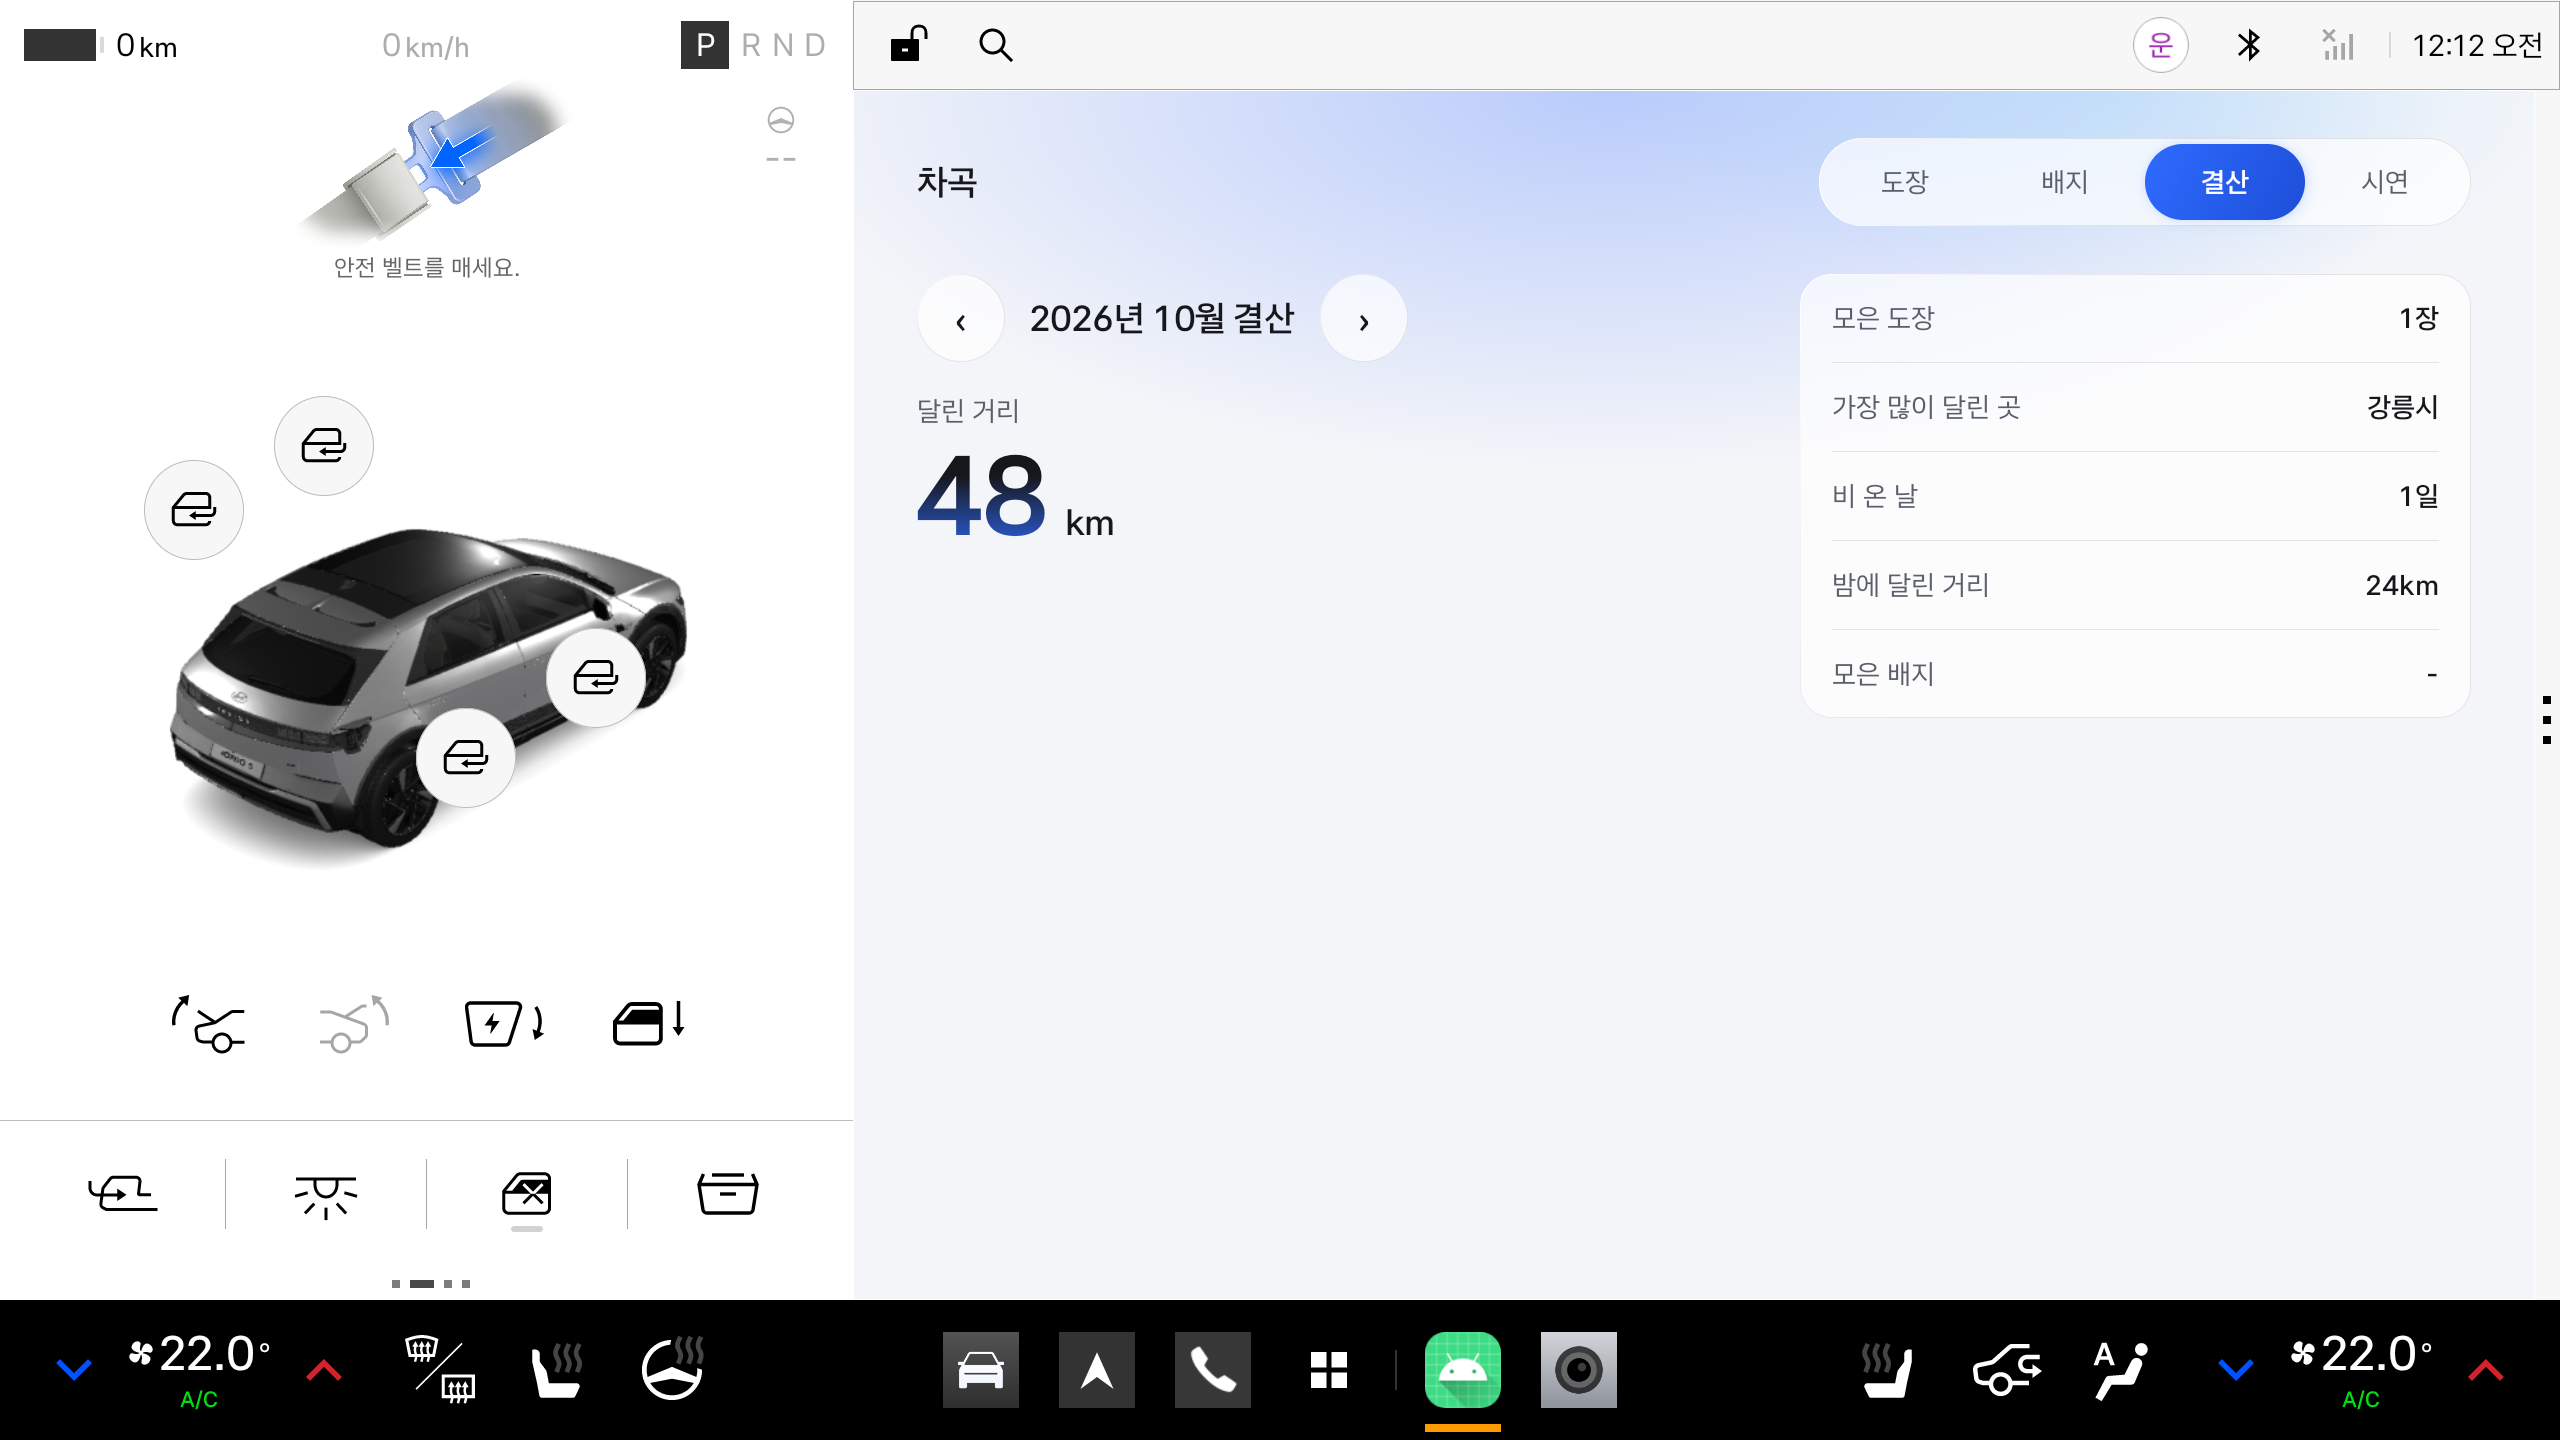 0 km
0 km/h
P R N D
안전 벨트를 매세요.
운
12:12 오전
차곡
도장
배지
결산
시연
‹ 2026년 10월 결산 ›
달린 거리
48 km
모은 도장 1장
가장 많이 달린 곳 강릉시
비 온 날 1일
밤에 달린 거리 24km
모은 배지 -
22.0°
A/C
A
22.0°
A/C